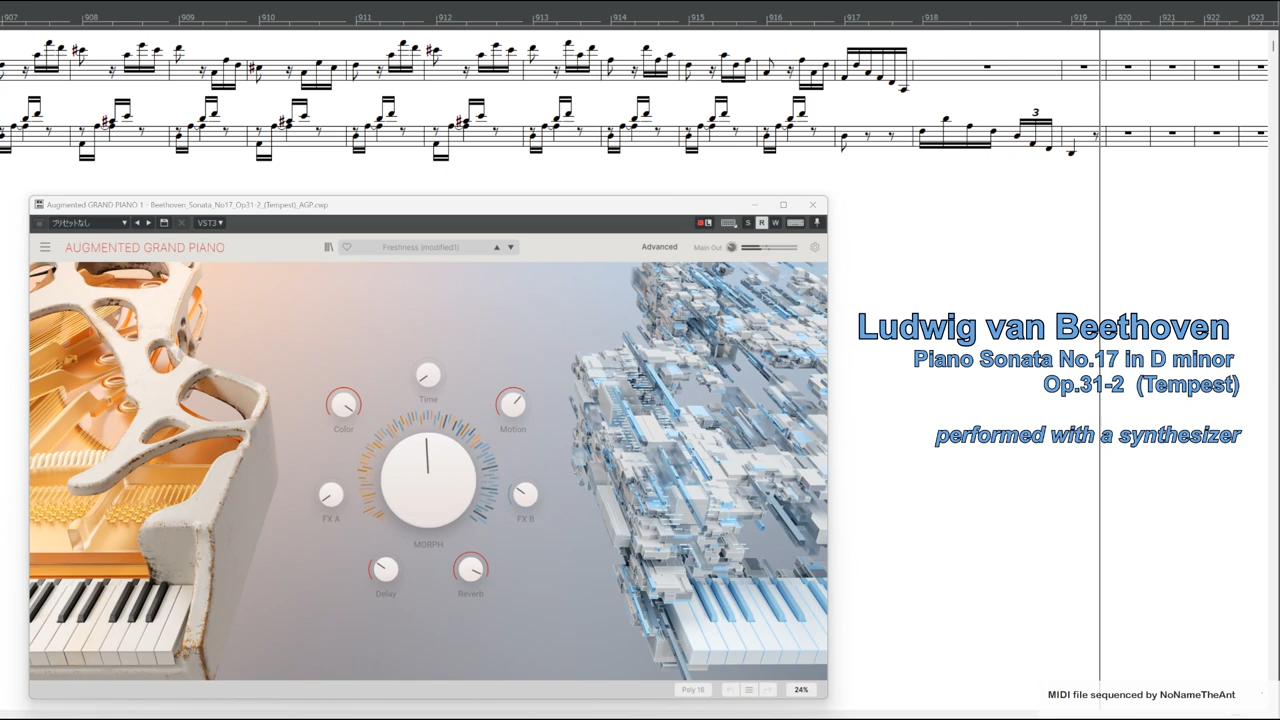 907 908 909 910 911 912 913 914 915 916 917 918 919 920 921 922 923
3
Augmented GRAND PIANO 1 - Beethoven_Sonata_No17_Op31-2_(Tempest)_AGP.cwp
プリセットなし VST3 L S R W
AUGMENTED GRAND PIANO Freshness (modified1) Advanced Main Out
Time
Color Motion
FX A FX B
MORPH
Delay Reverb
Poly 16 24%
Ludwig van Beethoven
Piano Sonata No.17 in D minor
Op.31-2 (Tempest)
performed with a synthesizer
MIDI file sequenced by NoNameTheAnt